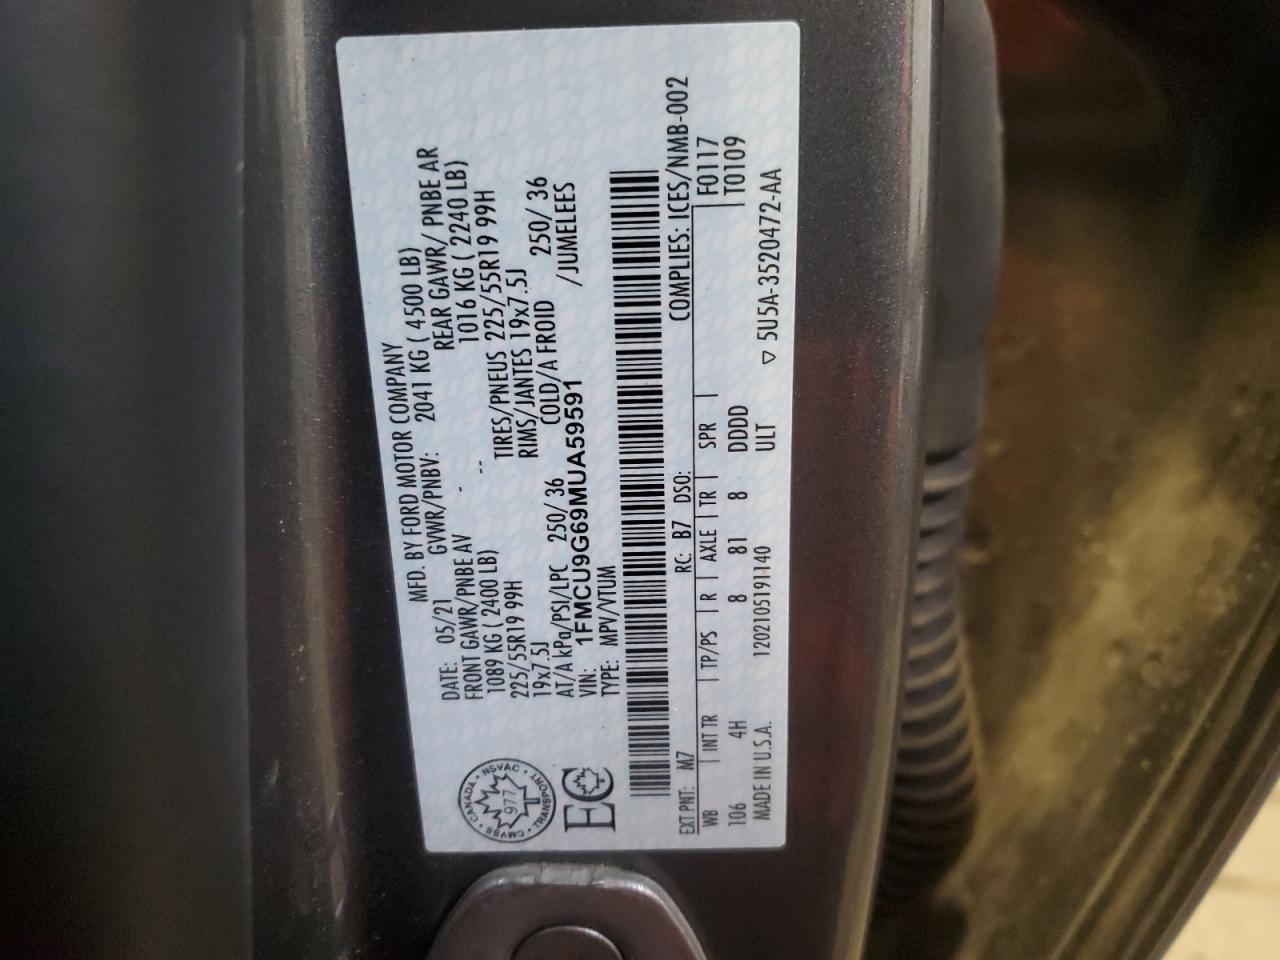 MFD. BY FORD MOTOR COMPANY
DATE: 05/21 GVWR/PNBV: 2041 KG ( 4500 LB)
FRONT GAWR/PNBE AV - REAR GAWR/ PNBE AR
1089 KG ( 2400 LB) -- 1016 KG ( 2240 LB)
225/55R19 99H TIRES/PNEUS 225/55R19 99H
19x7.5J RIMS/JANTES 19x7.5J
AT/A kPa/PSI/LPC 250/ 36 COLD/A FROID 250/ 36
VIN: 1FMCU9G69MUA59591 /JUMELEES
TYPE: MPV/VTUM
CANADA • NSVAC • TRANSPORT • CMVSS •
977
EC
COMPLIES: ICES/NMB-002
EXT PNT: M7 RC: B7 DSO: F0117
WB | INT TR | TP/PS | R | AXLE | TR | SPR | T0109
106 4H 8 81 8 DDDD
MADE IN U.S.A. 1202105191140 ULT ▽ 5U5A-3520472-AA